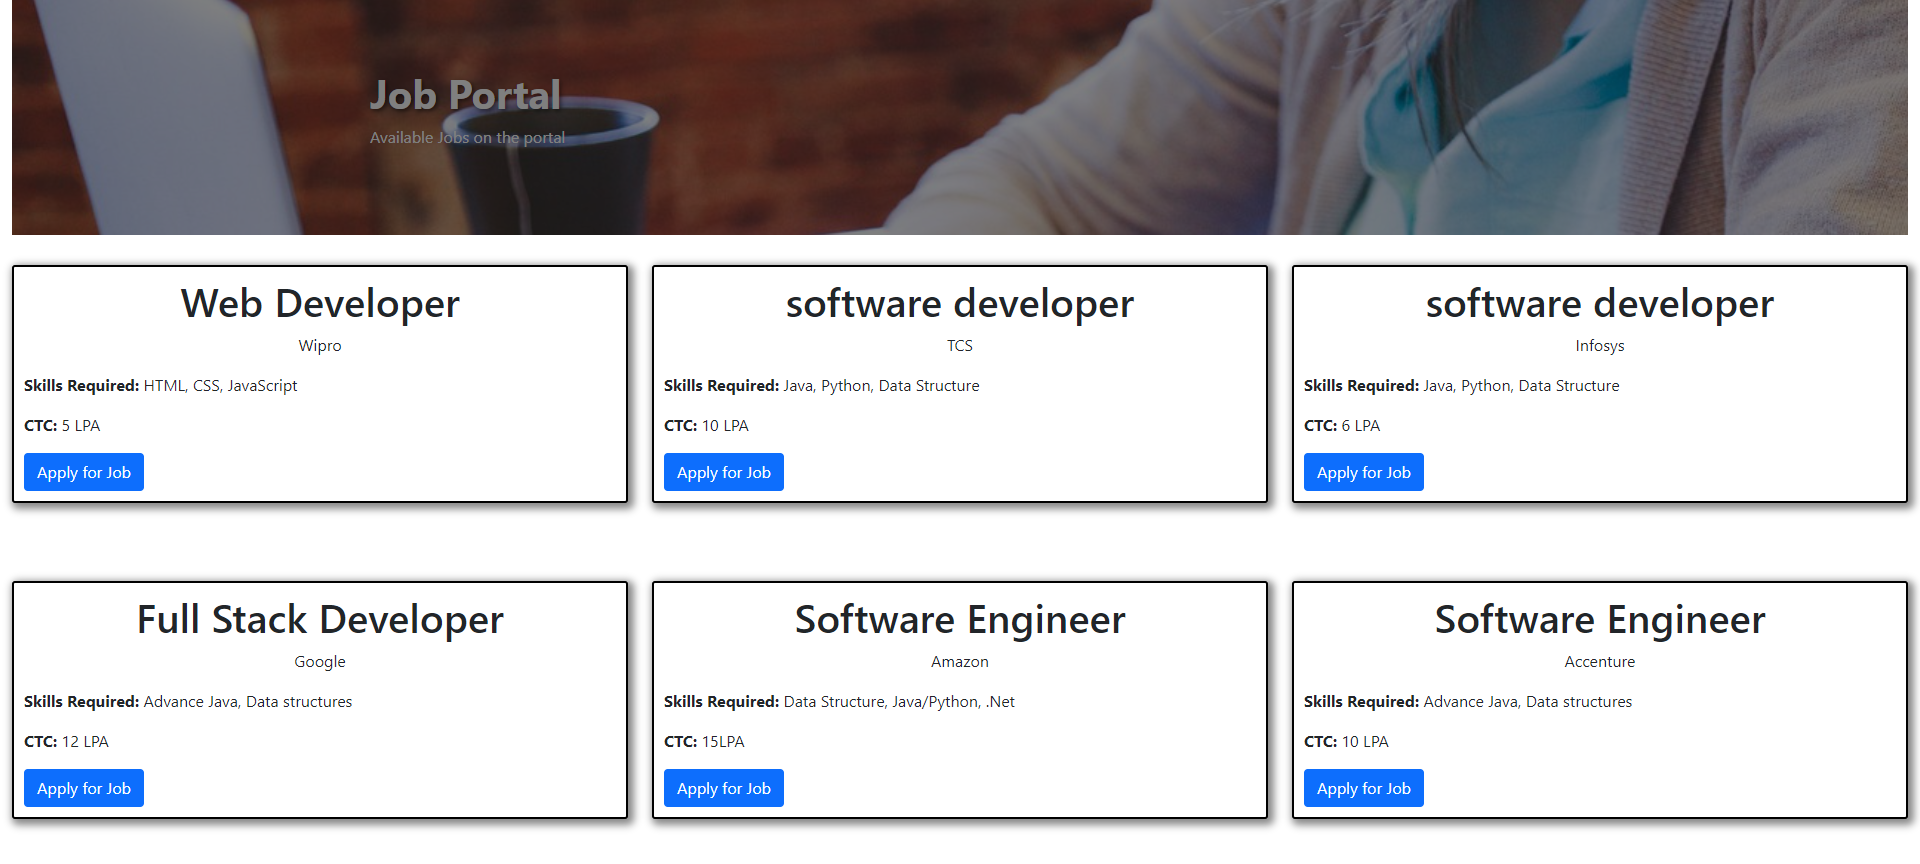 Job Portal
Available Jobs on the portal
Web Developer
Wipro
Skills Required: HTML, CSS, JavaScript
CTC: 5 LPA
Apply for Job
software developer
TCS
Skills Required: Java, Python, Data Structure
CTC: 10 LPA
Apply for Job
software developer
Infosys
Skills Required: Java, Python, Data Structure
CTC: 6 LPA
Apply for Job
Full Stack Developer
Google
Skills Required: Advance Java, Data structures
CTC: 12 LPA
Apply for Job
Software Engineer
Amazon
Skills Required: Data Structure, Java/Python, .Net
CTC: 15LPA
Apply for Job
Software Engineer
Accenture
Skills Required: Advance Java, Data structures
CTC: 10 LPA
Apply for Job